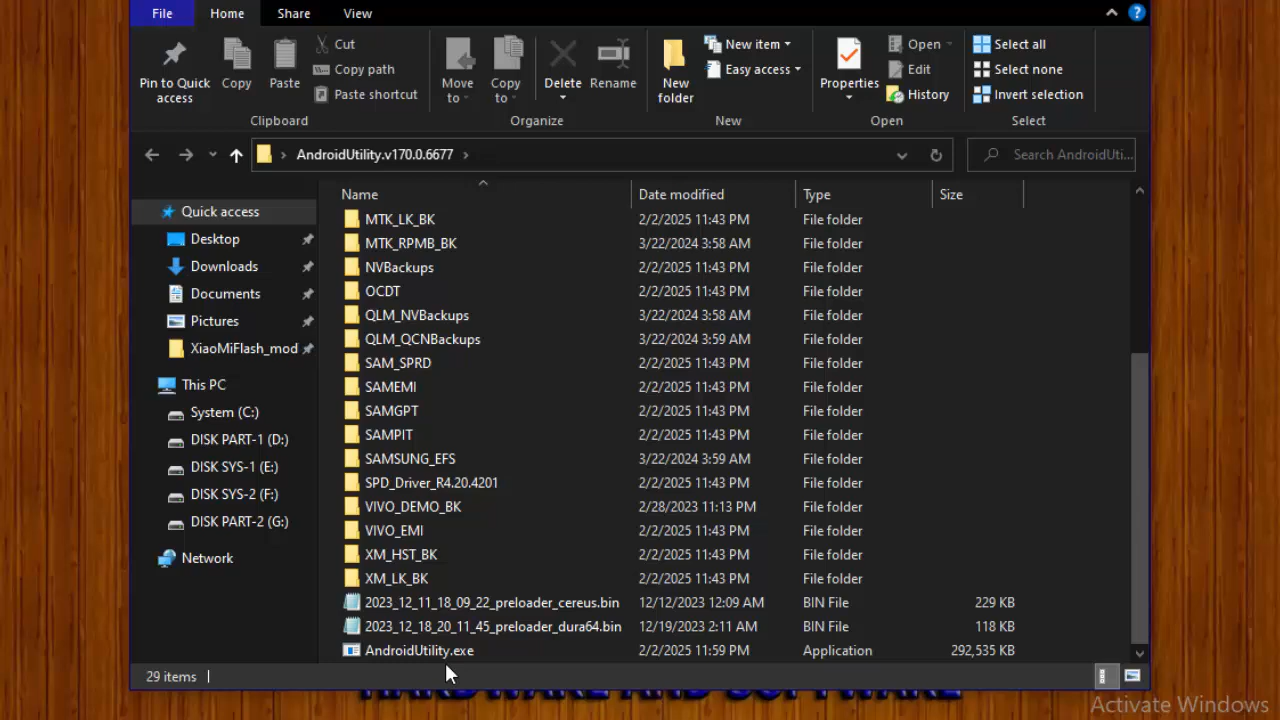 File Home Share View
Pin to Quick access
Copy
Paste
Cut
Copy path
Paste shortcut
Clipboard
Move to
Copy to
Delete
Rename
Organize
New folder
New item
Easy access
New
Properties
Open
Edit
History
Open
Select all
Select none
Invert selection
Select
AndroidUtility.v170.0.6677
Search AndroidUti...
Quick access
Desktop
Downloads
Documents
Pictures
XiaoMiFlash_mod
This PC
System (C:)
DISK PART-1 (D:)
DISK SYS-1 (E:)
DISK SYS-2 (F:)
DISK PART-2 (G:)
Network
Name Date modified Type Size
MTK_LK_BK 2/2/2025 11:43 PM File folder
MTK_RPMB_BK 3/22/2024 3:58 AM File folder
NVBackups 2/2/2025 11:43 PM File folder
OCDT 2/2/2025 11:43 PM File folder
QLM_NVBackups 3/22/2024 3:58 AM File folder
QLM_QCNBackups 3/22/2024 3:59 AM File folder
SAM_SPRD 2/2/2025 11:43 PM File folder
SAMEMI 2/2/2025 11:43 PM File folder
SAMGPT 2/2/2025 11:43 PM File folder
SAMPIT 2/2/2025 11:43 PM File folder
SAMSUNG_EFS 3/22/2024 3:59 AM File folder
SPD_Driver_R4.20.4201 2/2/2025 11:43 PM File folder
VIVO_DEMO_BK 2/28/2023 11:13 PM File folder
VIVO_EMI 2/2/2025 11:43 PM File folder
XM_HST_BK 2/2/2025 11:43 PM File folder
XM_LK_BK 2/2/2025 11:43 PM File folder
2023_12_11_18_09_22_preloader_cereus.bin 12/12/2023 12:09 AM BIN File 229 KB
2023_12_18_20_11_45_preloader_dura64.bin 12/19/2023 2:11 AM BIN File 118 KB
AndroidUtility.exe 2/2/2025 11:59 PM Application 292,535 KB
29 items
HARDWARE AND SOFTWARE
Activate Windows